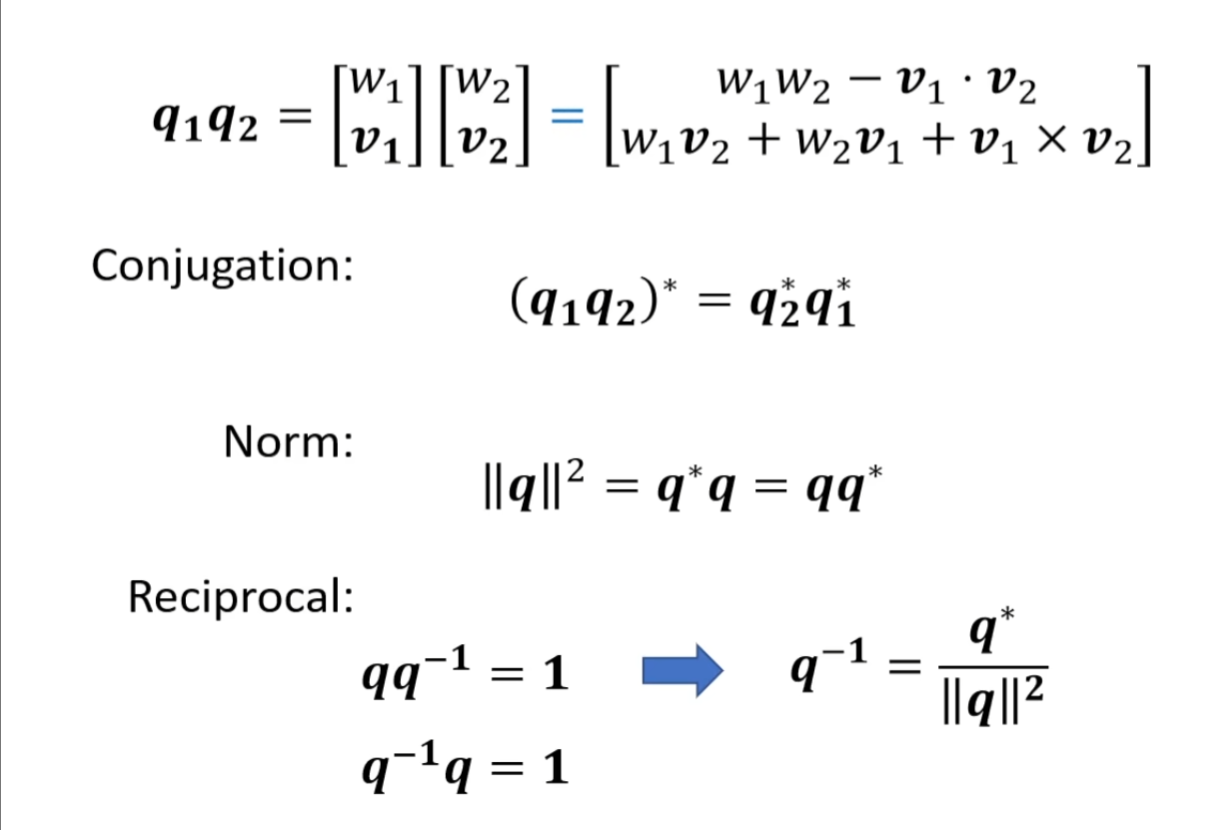 q₁q₂ = [w₁ v₁] [w₂ v₂] = [w₁w₂ − v₁ · v₂
w₁v₂ + w₂v₁ + v₁ × v₂]
Conjugation:
(q₁q₂)* = q₂*q₁*
Norm:
‖q‖² = q*q = qq*
Reciprocal:
qq⁻¹ = 1 q⁻¹ = q* / ‖q‖²
q⁻¹q = 1